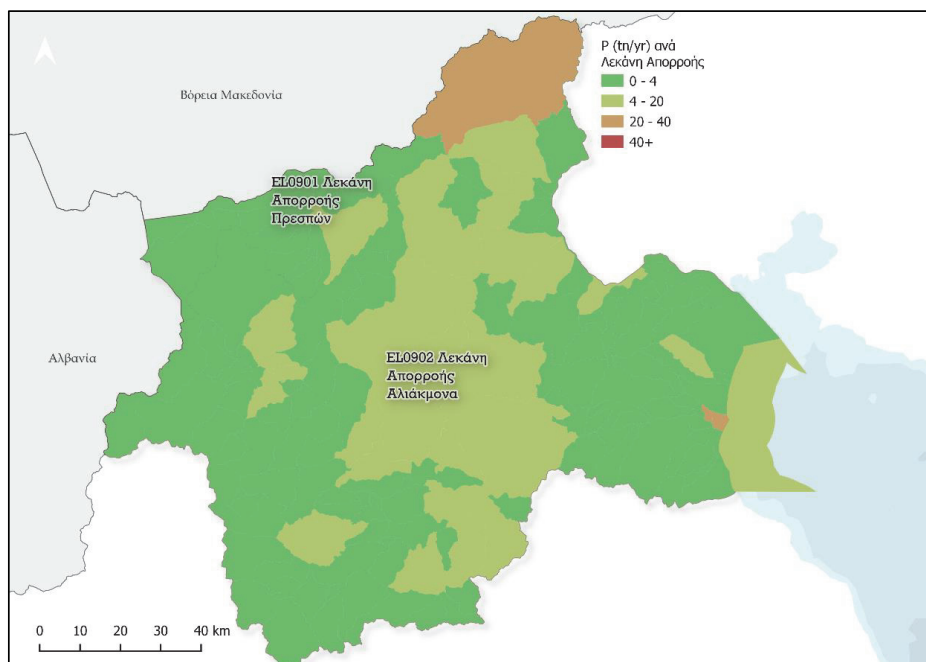 P (tn/yr) ανά
Λεκάνη Απορροής
0 - 4
4 - 20
20 - 40
40+
Βόρεια Μακεδονία
EL0901 Λεκάνη
Απορροής
Πρεσπών
Αλβανία
EL0902 Λεκάνη
Απορροής
Αλιάκμονα
0 10 20 30 40 km